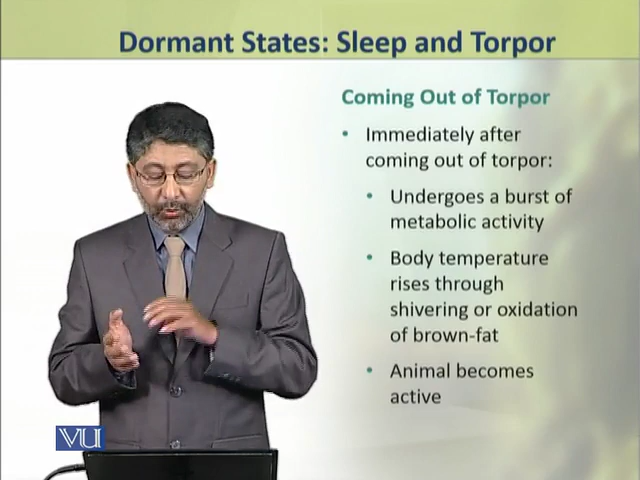 Dormant States: Sleep and Torpor
Coming Out of Torpor
• Immediately after
coming out of torpor:
• Undergoes a burst of
metabolic activity
• Body temperature
rises through
shivering or oxidation
of brown-fat
• Animal becomes
active
VU